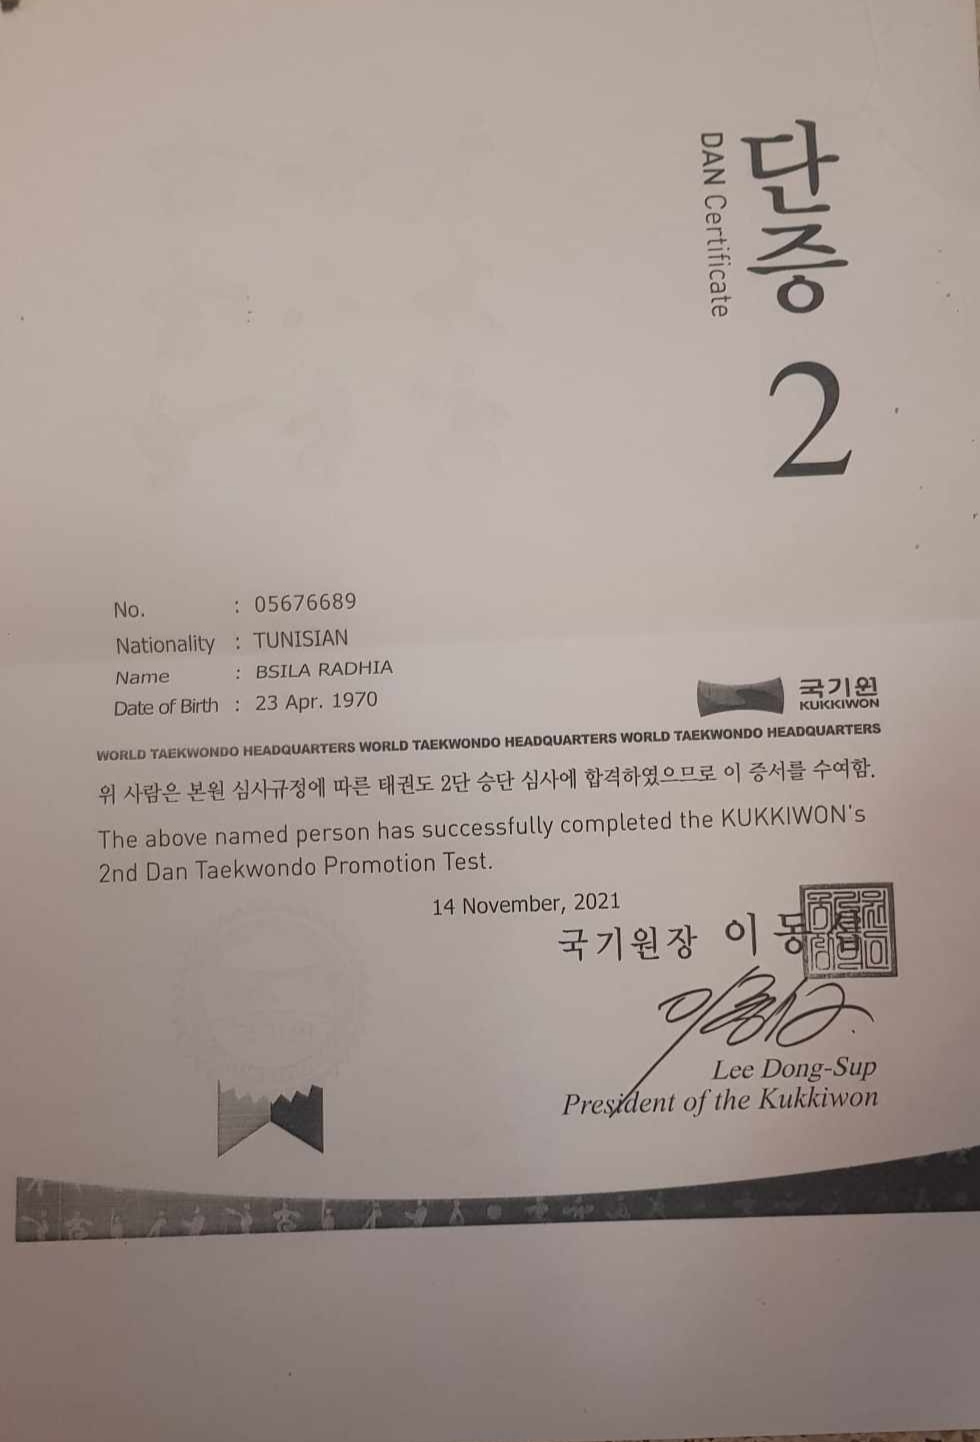 단증
DAN Certificate
2
No. : 05676689
Nationality : TUNISIAN
Name : BSILA RADHIA
Date of Birth : 23 Apr. 1970
국기원
KUKKIWON
WORLD TAEKWONDO HEADQUARTERS WORLD TAEKWONDO HEADQUARTERS WORLD TAEKWONDO HEADQUARTERS
위 사람은 본원 심사규정에 따른 태권도 2단 승단 심사에 합격하였으므로 이 증서를 수여함.
The above named person has successfully completed the KUKKIWON's
2nd Dan Taekwondo Promotion Test.
14 November, 2021
국기원장 이동섭
Lee Dong-Sup
President of the Kukkiwon